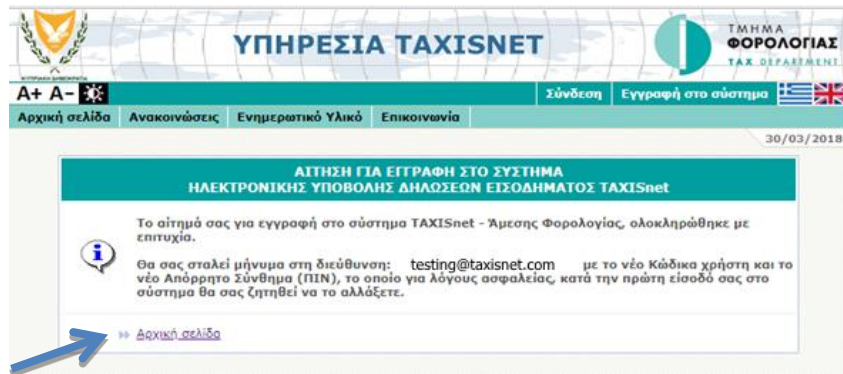 ΥΠΗΡΕΣΙΑ TAXISNET
ΤΜΗΜΑ
ΦΟΡΟΛΟΓΙΑΣ
TAX DEPARTMENT
ΚΥΠΡΙΑΚΗ ΔΗΜΟΚΡΑΤΙΑ
A+ A- Σύνδεση Εγγραφή στο σύστημα
Αρχική σελίδα Ανακοινώσεις Ενημερωτικό Υλικό Επικοινωνία
30/03/2018
ΑΙΤΗΣΗ ΓΙΑ ΕΓΓΡΑΦΗ ΣΤΟ ΣΥΣΤΗΜΑ
ΗΛΕΚΤΡΟΝΙΚΗΣ ΥΠΟΒΟΛΗΣ ΔΗΛΩΣΕΩΝ ΕΙΣΟΔΗΜΑΤΟΣ TAXISnet
Το αίτημά σας για εγγραφή στο σύστημα TAXISnet - Άμεσης Φορολογίας, ολοκληρώθηκε με
επιτυχία.
Θα σας σταλεί μήνυμα στη διεύθυνση: testing@taxisnet.com με το νέο Κώδικα χρήστη και το
νέο Απόρρητο Σύνθημα (ΠΙΝ), το οποίο για λόγους ασφαλείας, κατά την πρώτη είσοδό σας στο
σύστημα θα σας ζητηθεί να το αλλάξετε.
Αρχική σελίδα